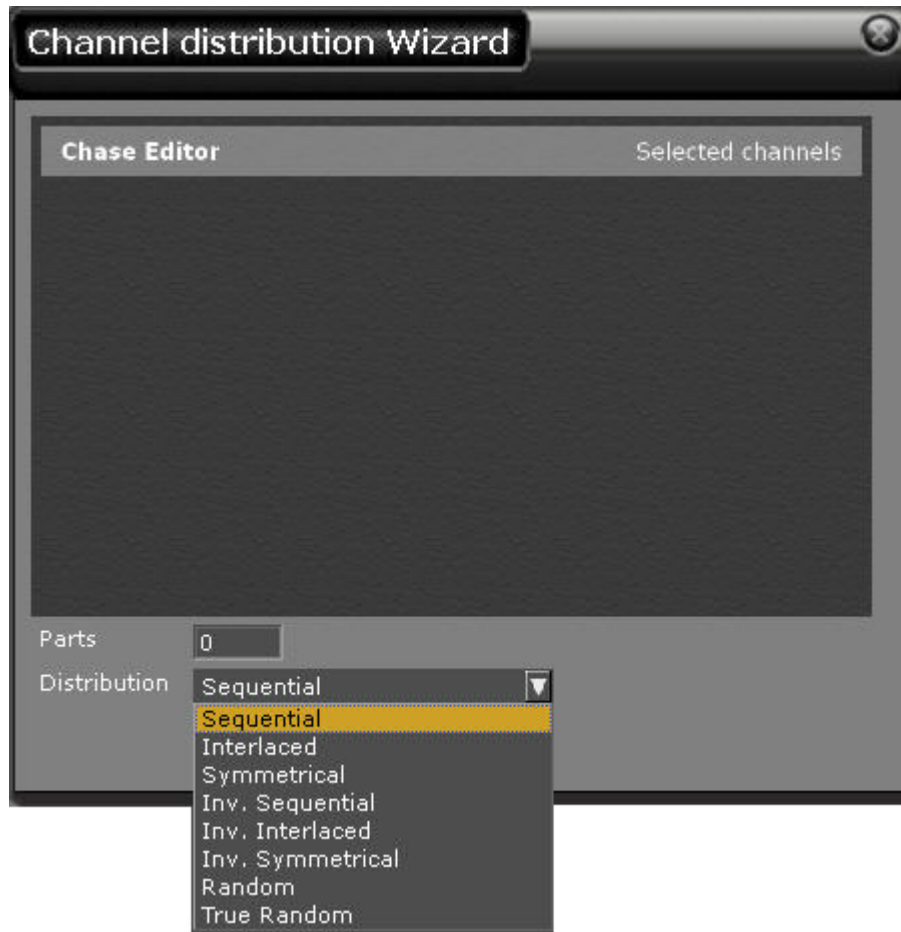 Channel distribution Wizard
Chase Editor Selected channels
Parts 0
Distribution Sequential
Sequential
Interlaced
Symmetrical
Inv. Sequential
Inv. Interlaced
Inv. Symmetrical
Random
True Random